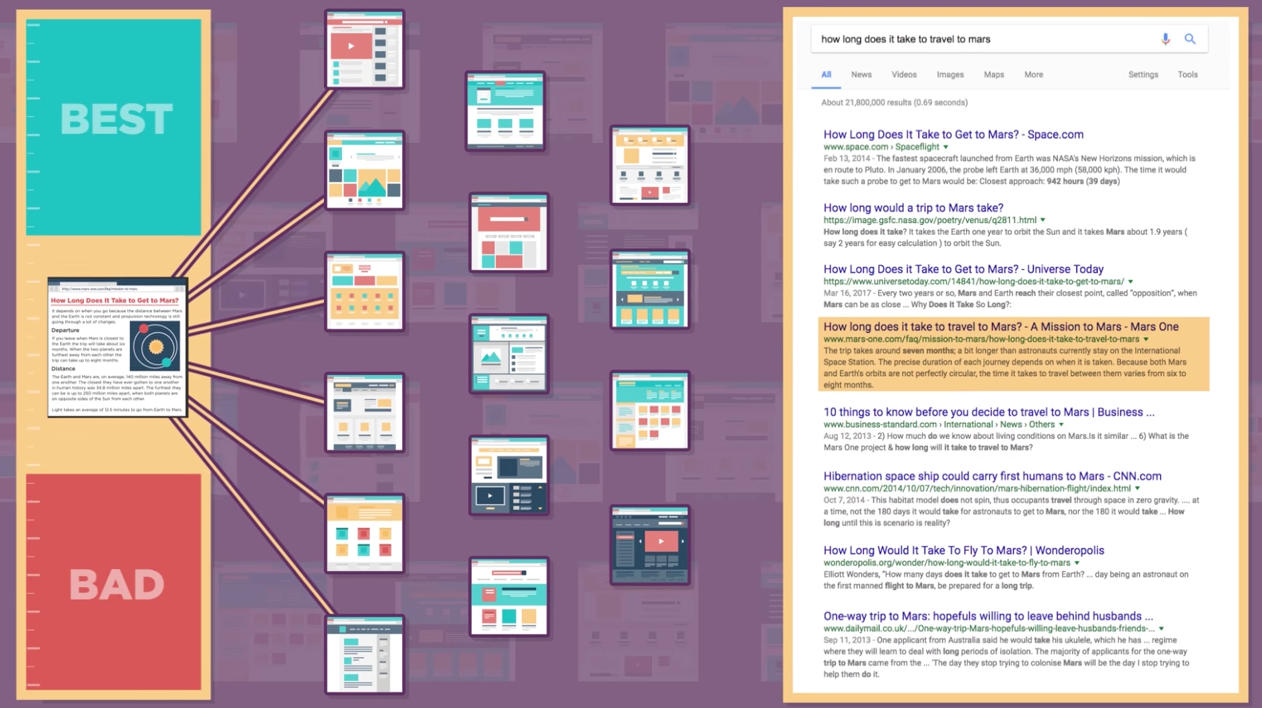 BEST
BAD
http://www.mars-one.com/faq/mission-to-mars
How Long Does It Take to Get to Mars?
It depends on when you go because the distance between Mars
and the Earth is not constant and propulsion technology is still
going through a lot of changes.
Departure
If you leave when Mars is closest to
the Earth the trip will take about six
months. When the two planets are
furthest away from each other the
trip can take up to eight months.
Distance
The Earth and Mars are, on average, 140 million miles away from
one another. The closest they have ever gotten to one another
in human history was 34.8 million miles apart. The furthest they
can be is up to 250 million miles apart, when both planets are
on opposite sides of the Sun from each other.
Light takes an average of 12.5 minutes to go from Earth to Mars
how long does it take to travel to mars
All News Videos Images Maps More Settings Tools
About 21,800,000 results (0.69 seconds)
How Long Does It Take to Get to Mars? - Space.com
www.space.com › Spaceflight
Feb 13, 2014 - The fastest spacecraft launched from Earth was NASA's New Horizons mission, which is
en route to Pluto. In January 2006, the probe left Earth at 36,000 mph (58,000 kph). The time it would
take such a probe to get to Mars would be: Closest approach: 942 hours (39 days)
How long would a trip to Mars take?
https://image.gsfc.nasa.gov/poetry/venus/q2811.html
How long does it take? It takes the Earth one year to orbit the Sun and it takes Mars about 1.9 years (
say 2 years for easy calculation ) to orbit the Sun.
How Long Does It Take to Get to Mars - Universe Today
https://www.universetoday.com/14841/how-long-does-it-take-to-get-to-mars/
Mar 16, 2017 - Every two years or so, Mars and Earth reach their closest point, called "opposition", when
Mars can be as close ... Why Does it Take So Long?:
How long does it take to travel to Mars? - A Mission to Mars - Mars One
www.mars-one.com/faq/mission-to-mars/how-long-does-it-take-to-travel-to-mars
The trip takes around seven months; a bit longer than astronauts currently stay on the International
Space Station. The precise duration of each journey depends on when it is taken. Because both Mars
and Earth's orbits are not perfectly circular, the time it takes to travel between them varies from six to
eight months.
10 things to know before you decide to travel to Mars | Business ...
www.business-standard.com › International › News › Others
Aug 12, 2013 - 2) How much do we know about living conditions on Mars.Is it similar ... 6) What is the
Mars One project & how long will it take to travel to Mars?
Hibernation space ship could carry first humans to Mars - CNN.com
www.cnn.com/2014/10/07/tech/innovation/mars-hibernation-flight/index.html
Oct 7, 2014 - This habitat model does not spin, thus occupants travel through space in zero gravity. .... at
a time, not the 180 days it would take for astronauts to get to Mars, nor the 180 it would take ... How
long until this is scenario is reality?
How Long Would It Take To Fly To Mars? | Wonderopolis
wonderopolis.org/wonder/how-long-would-it-take-to-fly-to-mars
Elliott Wonders, "How many days does it take to get to Mars from Earth? ... day being an astronaut on
the first manned flight to Mars, be prepared for a long trip.
One-way trip to Mars: hopefuls willing to leave behind husbands ...
www.dailymail.co.uk/.../One-way-trip-Mars-hopefuls-willing-leave-husbands-friends-...
Sep 11, 2013 - One applicant from Australia said he would take his ukulele, which he has ... regime
where they will learn to deal with long periods of isolation. The majority of applicants for the one-way
trip to Mars came from the ... 'The day they stop trying to colonise Mars will be the day I stop trying to
help them do it.